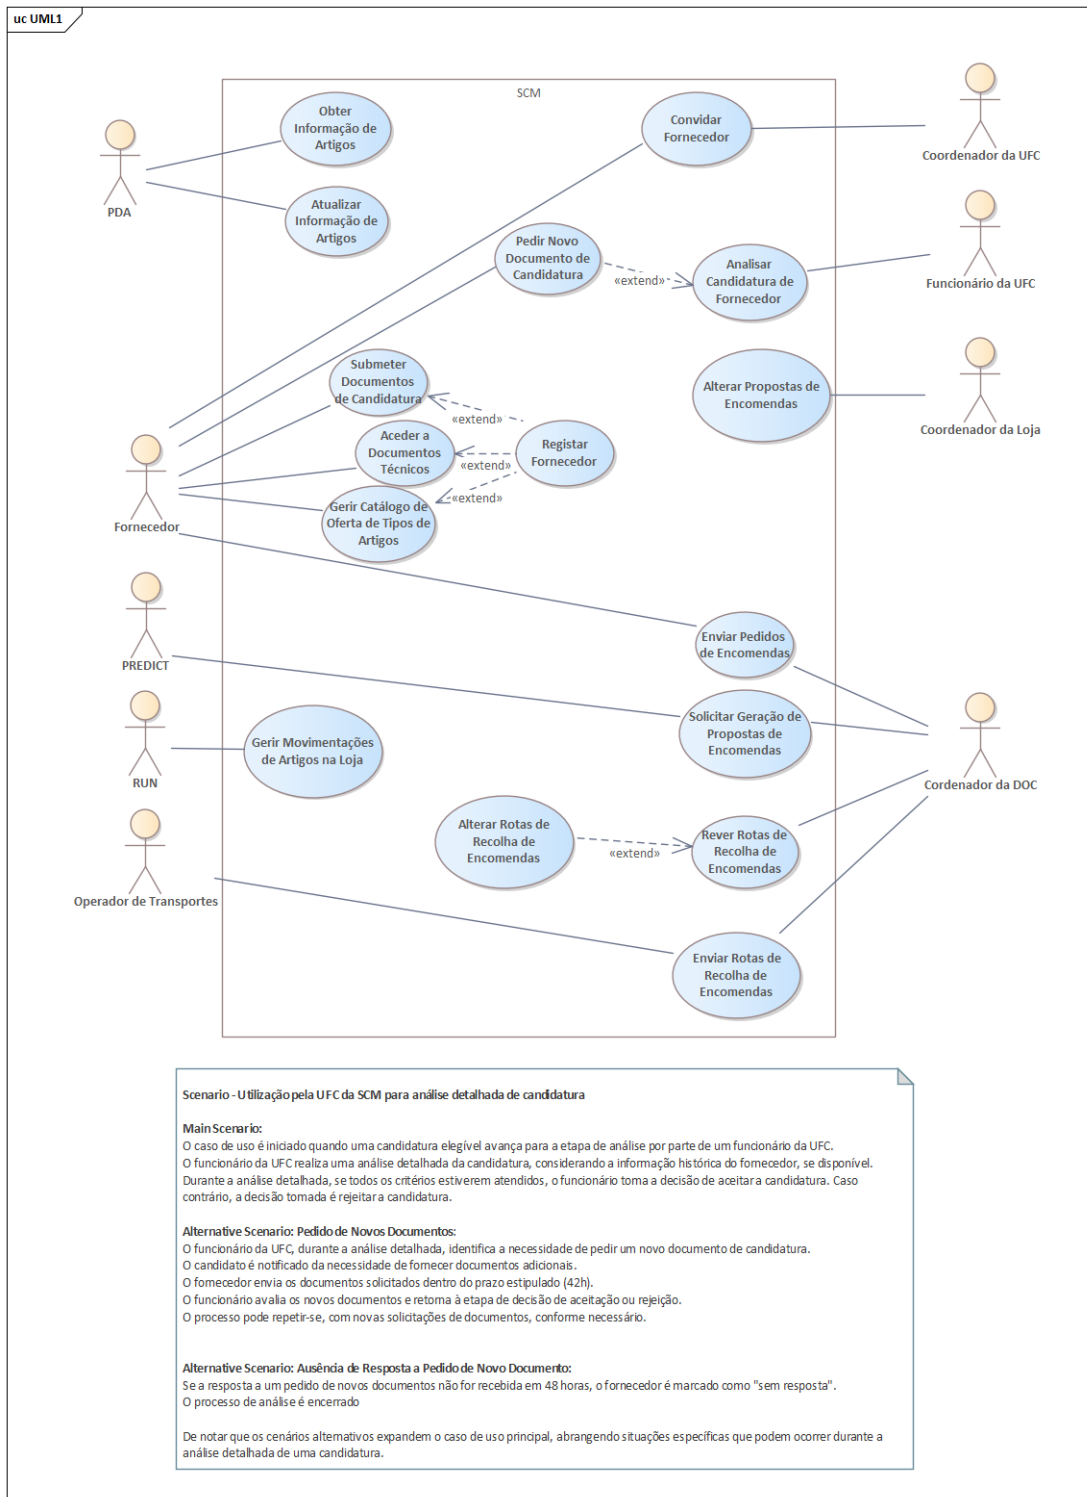 uc UML1
SCM
Obter
Informação de
Artigos
Convidar
Fornecedor
Coordenador da UFC
PDA
Atualizar
Informação de
Artigos
Pedir Novo
Documento de
Candidatura
«extend»
Analisar
Candidatura de
Fornecedor
Funcionário da UFC
Submeter
Documentos
de Candidatura
«extend»
Alterar Propostas de
Encomendas
Coordenador da Loja
Aceder a
Documentos
Técnicos
«extend»
Registar
Fornecedor
Gerir Catálogo de
Oferta de Tipos de
Artigos
«extend»
Fornecedor
Enviar Pedidos
de Encomendas
PREDICT
Solicitar Geração de
Propostas de
Encomendas
Gerir Movimentações
de Artigos na Loja
RUN
Cordenador da DOC
Alterar Rotas de
Recolha de
Encomendas
«extend»
Rever Rotas de
Recolha de
Encomendas
Operador de Transportes
Enviar Rotas de
Recolha de
Encomendas
Scenario - Utilização pela UFC da SCM para análise detalhada de candidatura
Main Scenario:
O caso de uso é iniciado quando uma candidatura elegível avança para a etapa de análise por parte de um funcionário da UFC.
O funcionário da UFC realiza uma análise detalhada da candidatura, considerando a informação histórica do fornecedor, se disponível.
Durante a análise detalhada, se todos os critérios estiverem atendidos, o funcionário toma a decisão de aceitar a candidatura. Caso
contrário, a decisão tomada é rejeitar a candidatura.
Alternative Scenario: Pedido de Novos Documentos:
O funcionário da UFC, durante a análise detalhada, identifica a necessidade de pedir um novo documento de candidatura.
O candidato é notificado da necessidade de fornecer documentos adicionais.
O fornecedor envia os documentos solicitados dentro do prazo estipulado (42h).
O funcionário avalia os novos documentos e retorna à etapa de decisão de aceitação ou rejeição.
O processo pode repetir-se, com novas solicitações de documentos, conforme necessário.
Alternative Scenario: Ausência de Resposta a Pedido de Novo Documento:
Se a resposta a um pedido de novos documentos não for recebida em 48 horas, o fornecedor é marcado como "sem resposta".
O processo de análise é encerrado
De notar que os cenários alternativos expandem o caso de uso principal, abrangendo situações específicas que podem ocorrer durante a
análise detalhada de uma candidatura.